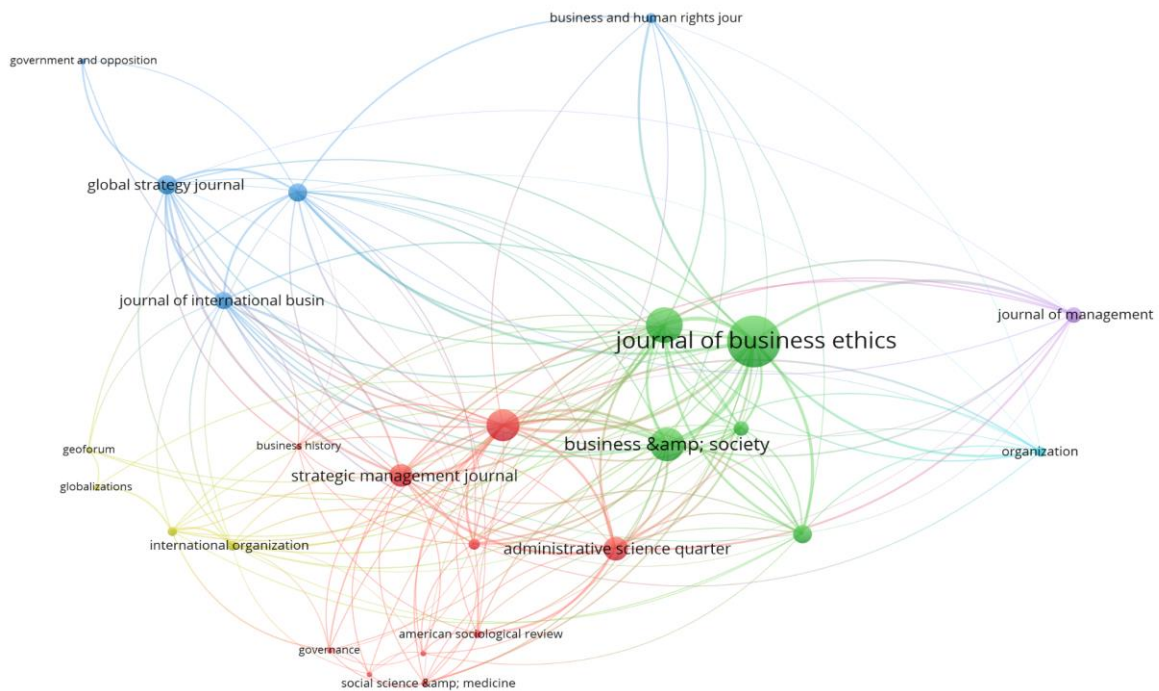 business and human rights jour
government and opposition
global strategy journal
journal of international busin
journal of management
journal of business ethics
business &amp; society
business history
geoforum
organization
strategic management journal
globalizations
international organization
administrative science quarter
american sociological review
governance
social science &amp; medicine